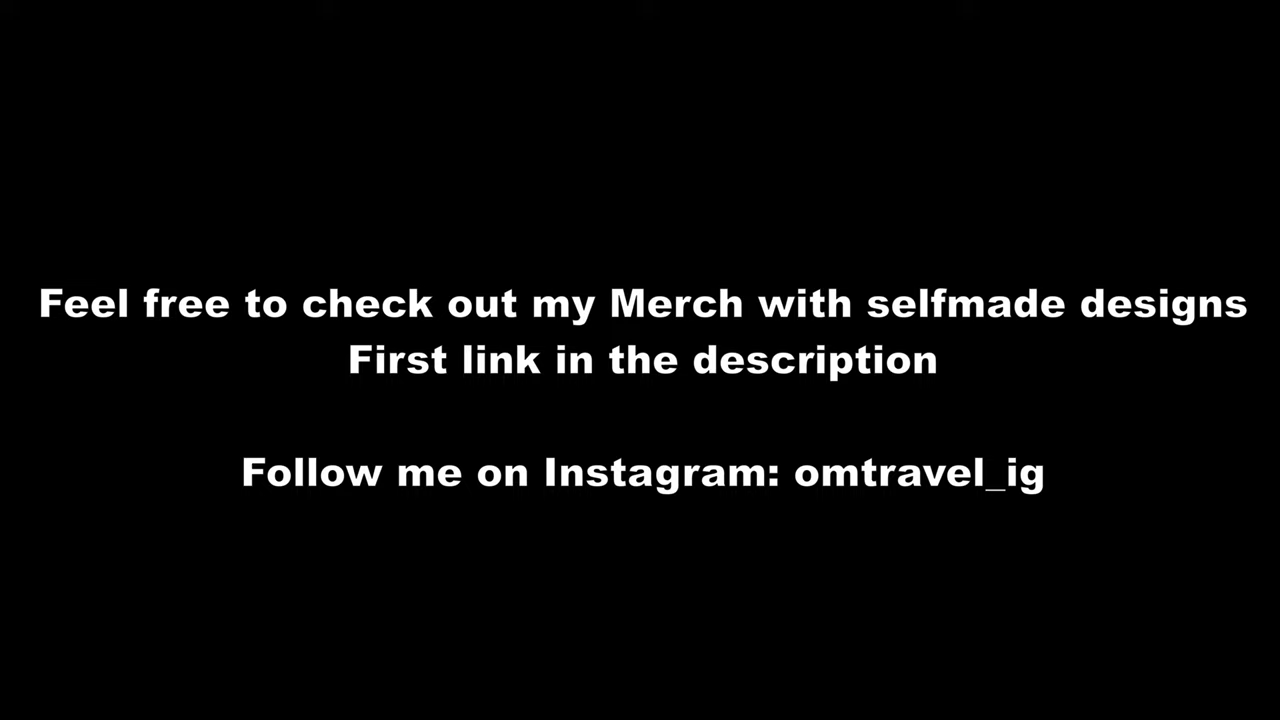 Feel free to check out my Merch with selfmade designs
First link in the description
Follow me on Instagram: omtravel_ig